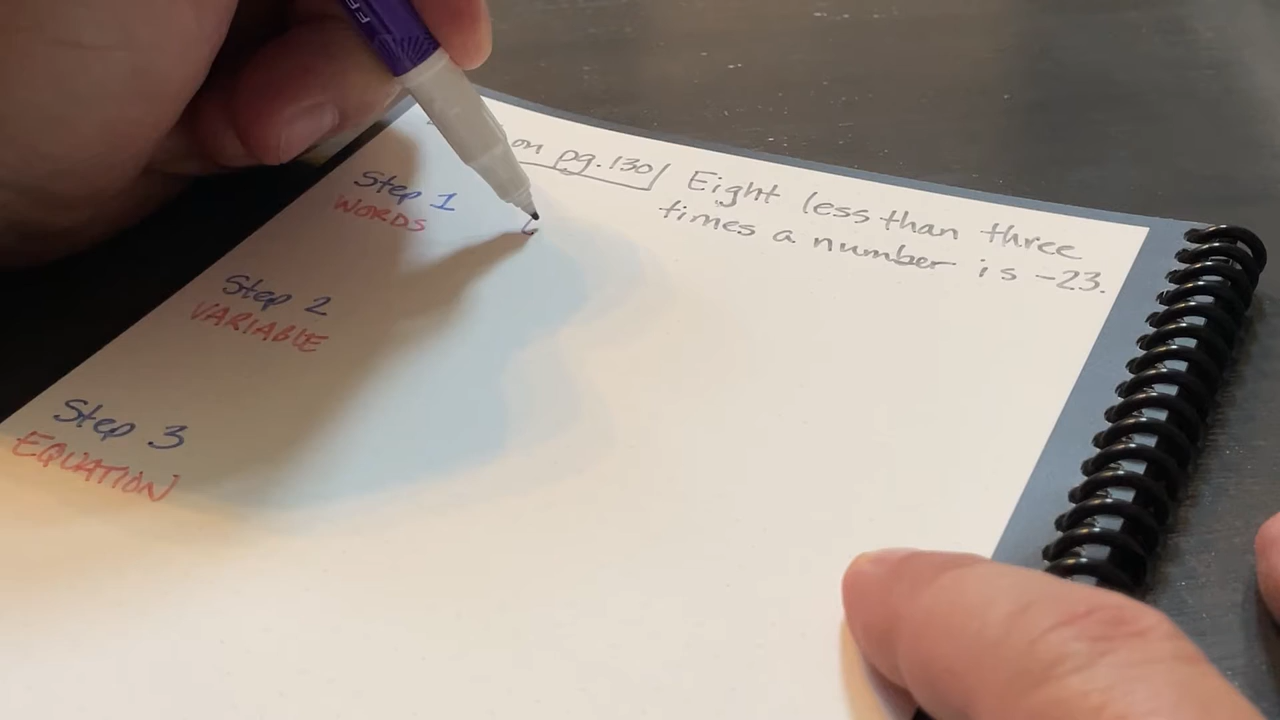 on pg.130 Eight less than three
times a number is -23.
Step 1
WORDS
Step 2
VARIABLE
Step 3
EQUATION